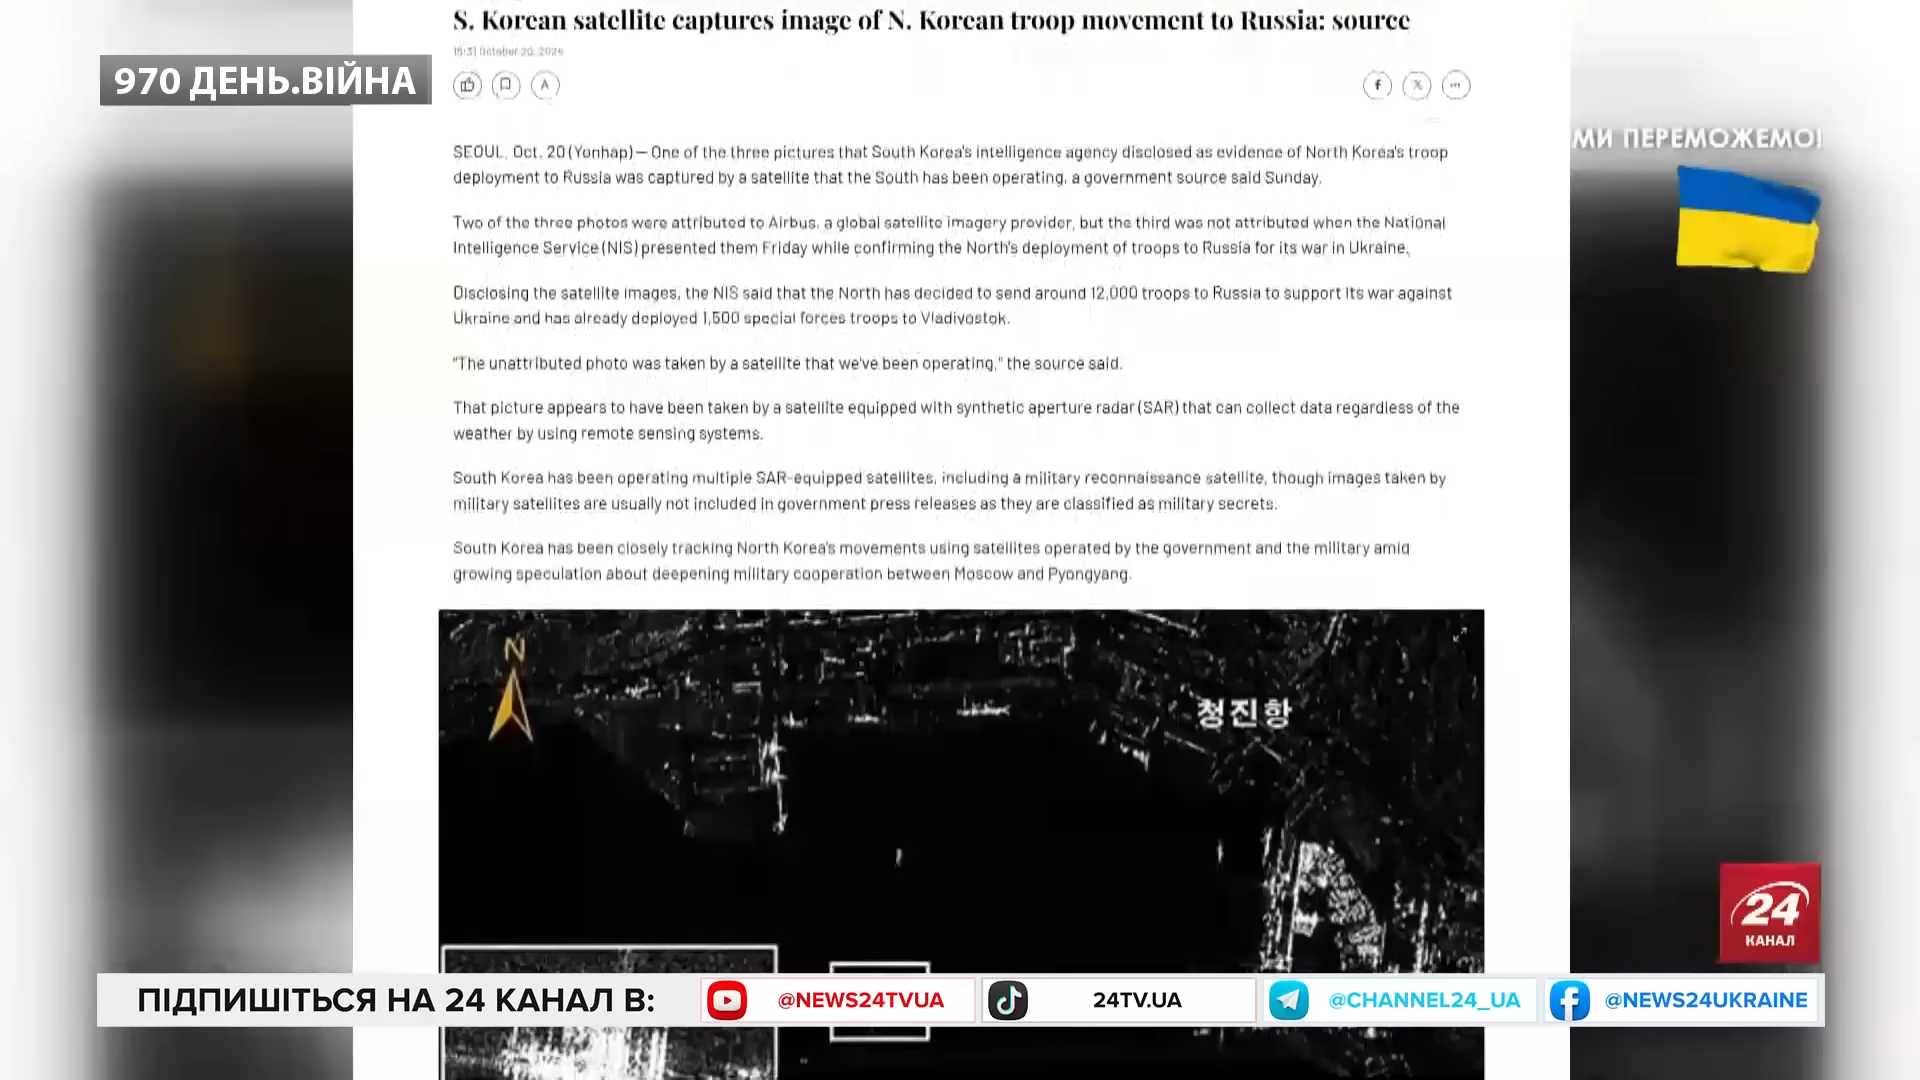 S. Korean satellite captures image of N. Korean troop movement to Russia: source
15:31 October 20, 2024
970 ДЕНЬ.ВІЙНА
A
МИ ПЕРЕМОЖЕМО!
SEOUL, Oct. 20 (Yonhap) — One of the three pictures that South Korea's intelligence agency disclosed as evidence of North Korea's troop
deployment to Russia was captured by a satellite that the South has been operating, a government source said Sunday.
Two of the three photos were attributed to Airbus, a global satellite imagery provider, but the third was not attributed when the National
Intelligence Service (NIS) presented them Friday while confirming the North's deployment of troops to Russia for its war in Ukraine.
Disclosing the satellite images, the NIS said that the North has decided to send around 12,000 troops to Russia to support its war against
Ukraine and has already deployed 1,500 special forces troops to Vladivostok.
"The unattributed photo was taken by a satellite that we've been operating," the source said.
That picture appears to have been taken by a satellite equipped with synthetic aperture radar (SAR) that can collect data regardless of the
weather by using remote sensing systems.
South Korea has been operating multiple SAR-equipped satellites, including a military reconnaissance satellite, though images taken by
military satellites are usually not included in government press releases as they are classified as military secrets.
South Korea has been closely tracking North Korea's movements using satellites operated by the government and the military amid
growing speculation about deepening military cooperation between Moscow and Pyongyang.
N
청진항
24
КАНАЛ
ПІДПИШІТЬСЯ НА 24 КАНАЛ В:
@NEWS24TVUA
24TV.UA
@CHANNEL24_UA
@NEWS24UKRAINE